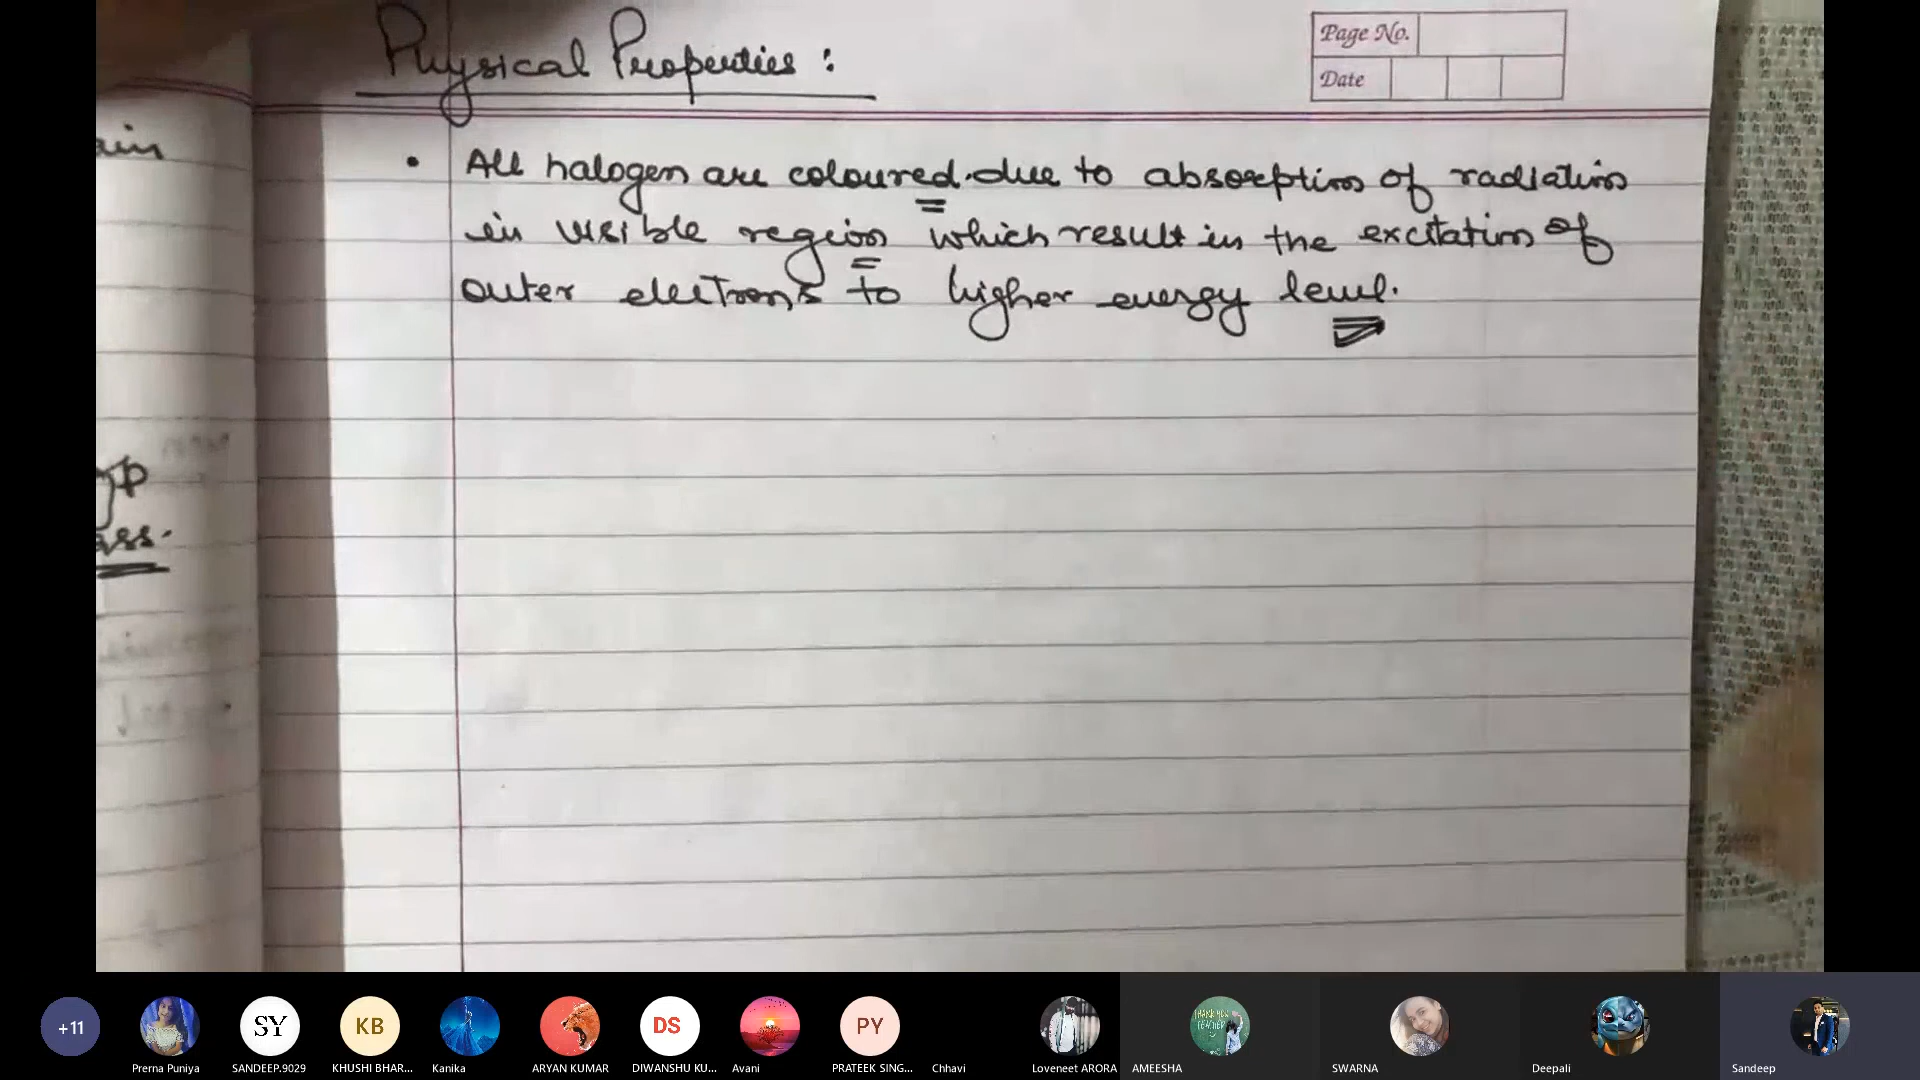 Physical Properties :
Page No.
Date
ain
• All halogen are coloured due to absorption of radiation
in visible region which result in the excitation of
outer electrons to higher energy level.
ass.
+11
SY
KB
DS
PY
Prerna Puniya
SANDEEP.9029
KHUSHI BHAR...
Kanika
ARYAN KUMAR
DIWANSHU KU...
Avani
PRATEEK SING...
Chhavi
Loveneet ARORA
AMEESHA
SWARNA
Deepali
Sandeep